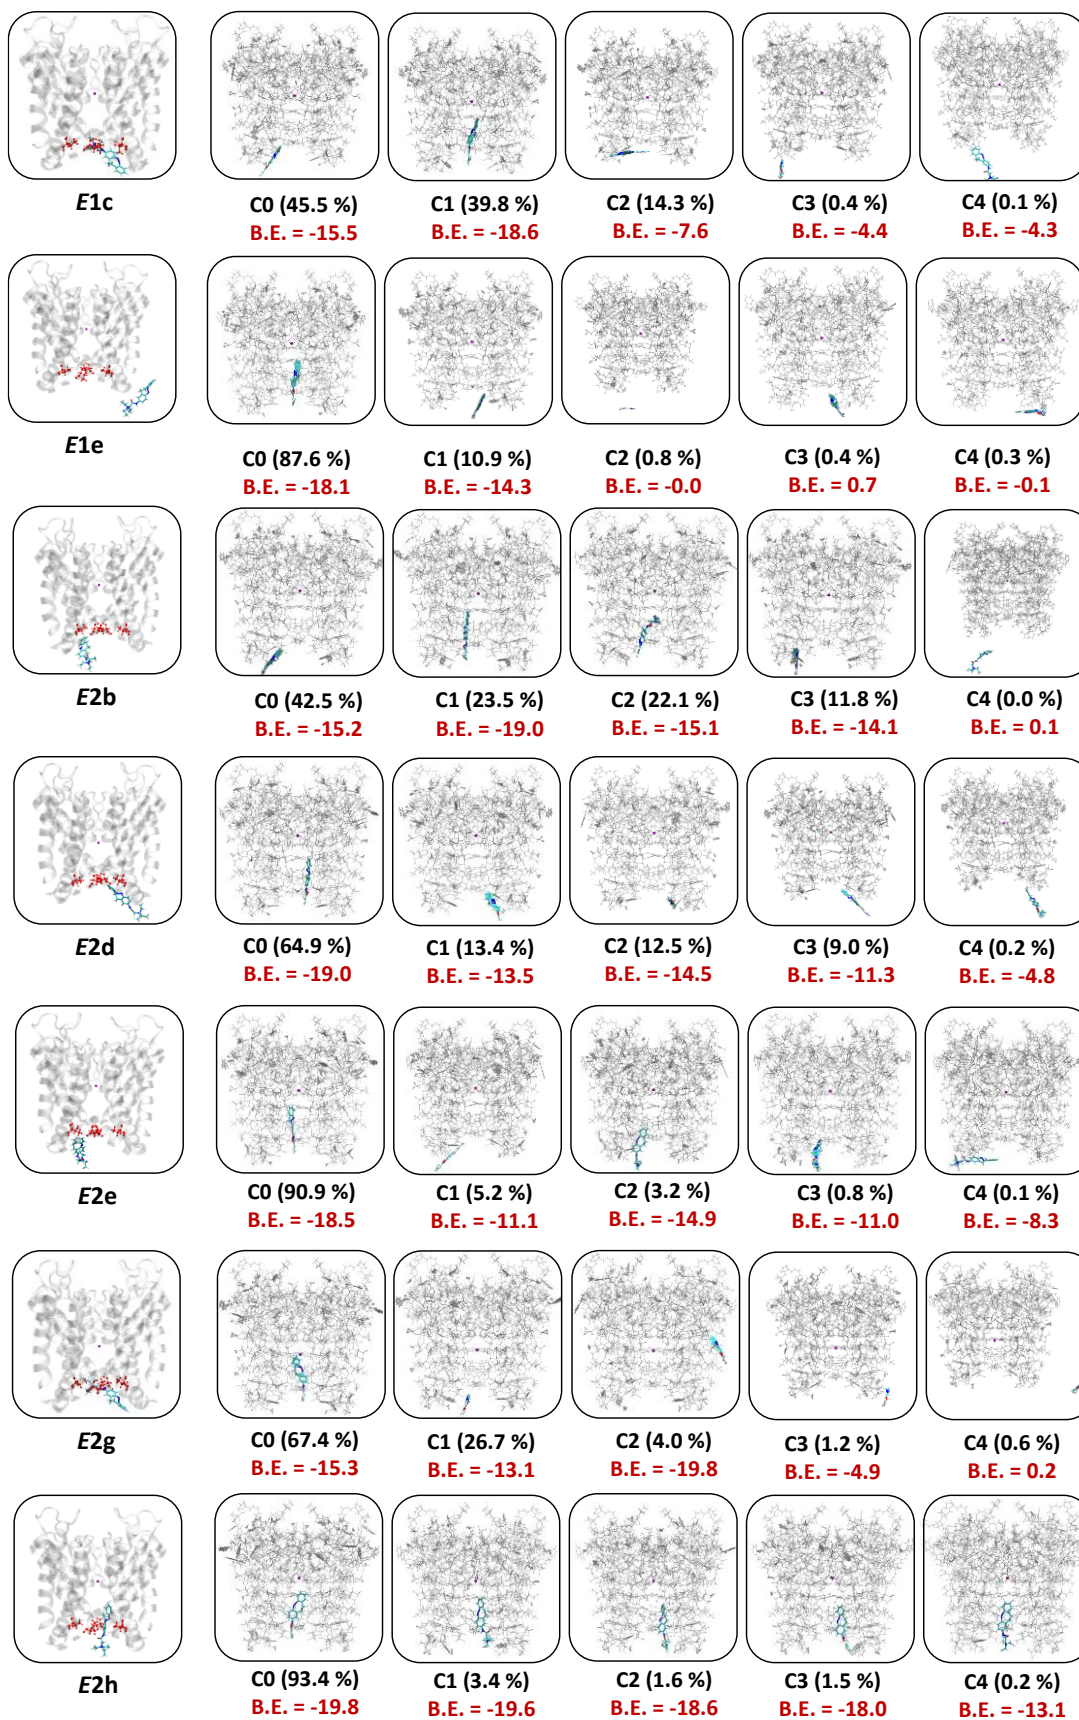 E1c
C0 (45.5 %)
B.E. = -15.5
C1 (39.8 %)
B.E. = -18.6
C2 (14.3 %)
B.E. = -7.6
C3 (0.4 %)
B.E. = -4.4
C4 (0.1 %)
B.E. = -4.3
E1e
C0 (87.6 %)
B.E. = -18.1
C1 (10.9 %)
B.E. = -14.3
C2 (0.8 %)
B.E. = -0.0
C3 (0.4 %)
B.E. = 0.7
C4 (0.3 %)
B.E. = -0.1
E2b
C0 (42.5 %)
B.E. = -15.2
C1 (23.5 %)
B.E. = -19.0
C2 (22.1 %)
B.E. = -15.1
C3 (11.8 %)
B.E. = -14.1
C4 (0.0 %)
B.E. = 0.1
E2d
C0 (64.9 %)
B.E. = -19.0
C1 (13.4 %)
B.E. = -13.5
C2 (12.5 %)
B.E. = -14.5
C3 (9.0 %)
B.E. = -11.3
C4 (0.2 %)
B.E. = -4.8
E2e
C0 (90.9 %)
B.E. = -18.5
C1 (5.2 %)
B.E. = -11.1
C2 (3.2 %)
B.E. = -14.9
C3 (0.8 %)
B.E. = -11.0
C4 (0.1 %)
B.E. = -8.3
E2g
C0 (67.4 %)
B.E. = -15.3
C1 (26.7 %)
B.E. = -13.1
C2 (4.0 %)
B.E. = -19.8
C3 (1.2 %)
B.E. = -4.9
C4 (0.6 %)
B.E. = 0.2
E2h
C0 (93.4 %)
B.E. = -19.8
C1 (3.4 %)
B.E. = -19.6
C2 (1.6 %)
B.E. = -18.6
C3 (1.5 %)
B.E. = -18.0
C4 (0.2 %)
B.E. = -13.1